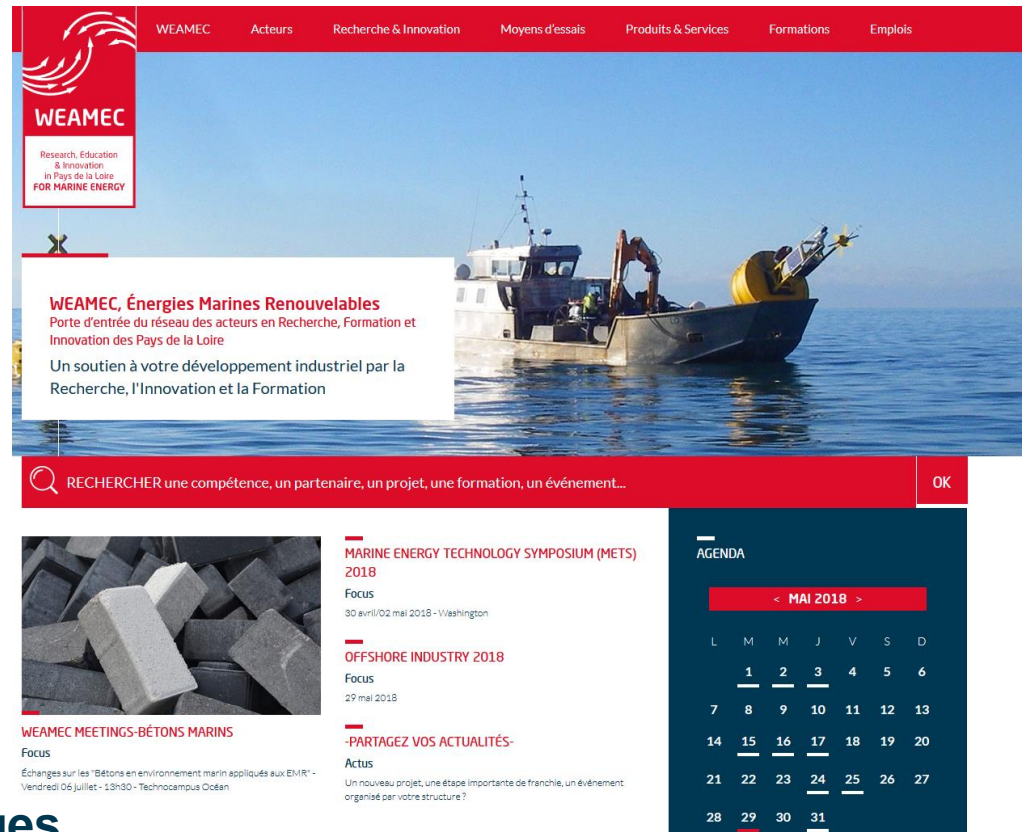 WEAMEC Acteurs Recherche & Innovation Moyens d'essais Produits & Services Formations Emplois
WEAMEC
Research, Education
& Innovation
in Pays de la Loire
FOR MARINE ENERGY
WEAMEC, Énergies Marines Renouvelables
Porte d'entrée du réseau des acteurs en Recherche, Formation et
Innovation des Pays de la Loire
Un soutien à votre développement industriel par la
Recherche, l'Innovation et la Formation
RECHERCHER une compétence, un partenaire, un projet, une formation, un événement... OK
WEAMEC MEETINGS-BÉTONS MARINS
Focus
Échanges sur les "Bétons en environnement marin appliqués aux EMR" -
Vendredi 06 juillet - 13h30 - Technocampus Océan
MARINE ENERGY TECHNOLOGY SYMPOSIUM (METS)
2018
Focus
30 avril/02 mai 2018 - Washington
OFFSHORE INDUSTRY 2018
Focus
29 mai 2018
-PARTAGEZ VOS ACTUALITÉS-
Actus
Un nouveau projet, une étape importante de franchie, un événement
organisé par votre structure ?
AGENDA
< MAI 2018 >
L M M J V S D
1 2 3 4 5 6
7 8 9 10 11 12 13
14 15 16 17 18 19 20
21 22 23 24 25 26 27
28 29 30 31